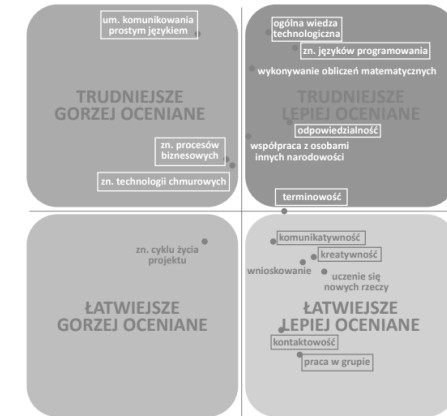 um. komunikowania
prostym językiem
TRUDNIEJSZE
GORZEJ OCENIANE
zn. procesów
biznesowych
zn. technologii chmurowych
ogólna wiedza
technologiczna
zn. języków programowania
wykonywanie obliczeń matematycznych
TRUDNIEJSZE
LEPIEJ OCENIANE
odpowiedzialność
współpraca z osobami
innych narodowości
terminowość
zn. cyklu życia
projektu
ŁATWIEJSZE
GORZEJ OCENIANE
komunikatywność
kreatywność
wnioskowanie
uczenie się
nowych rzeczy
ŁATWIEJSZE
LEPIEJ OCENIANE
kontaktowość
praca w grupie